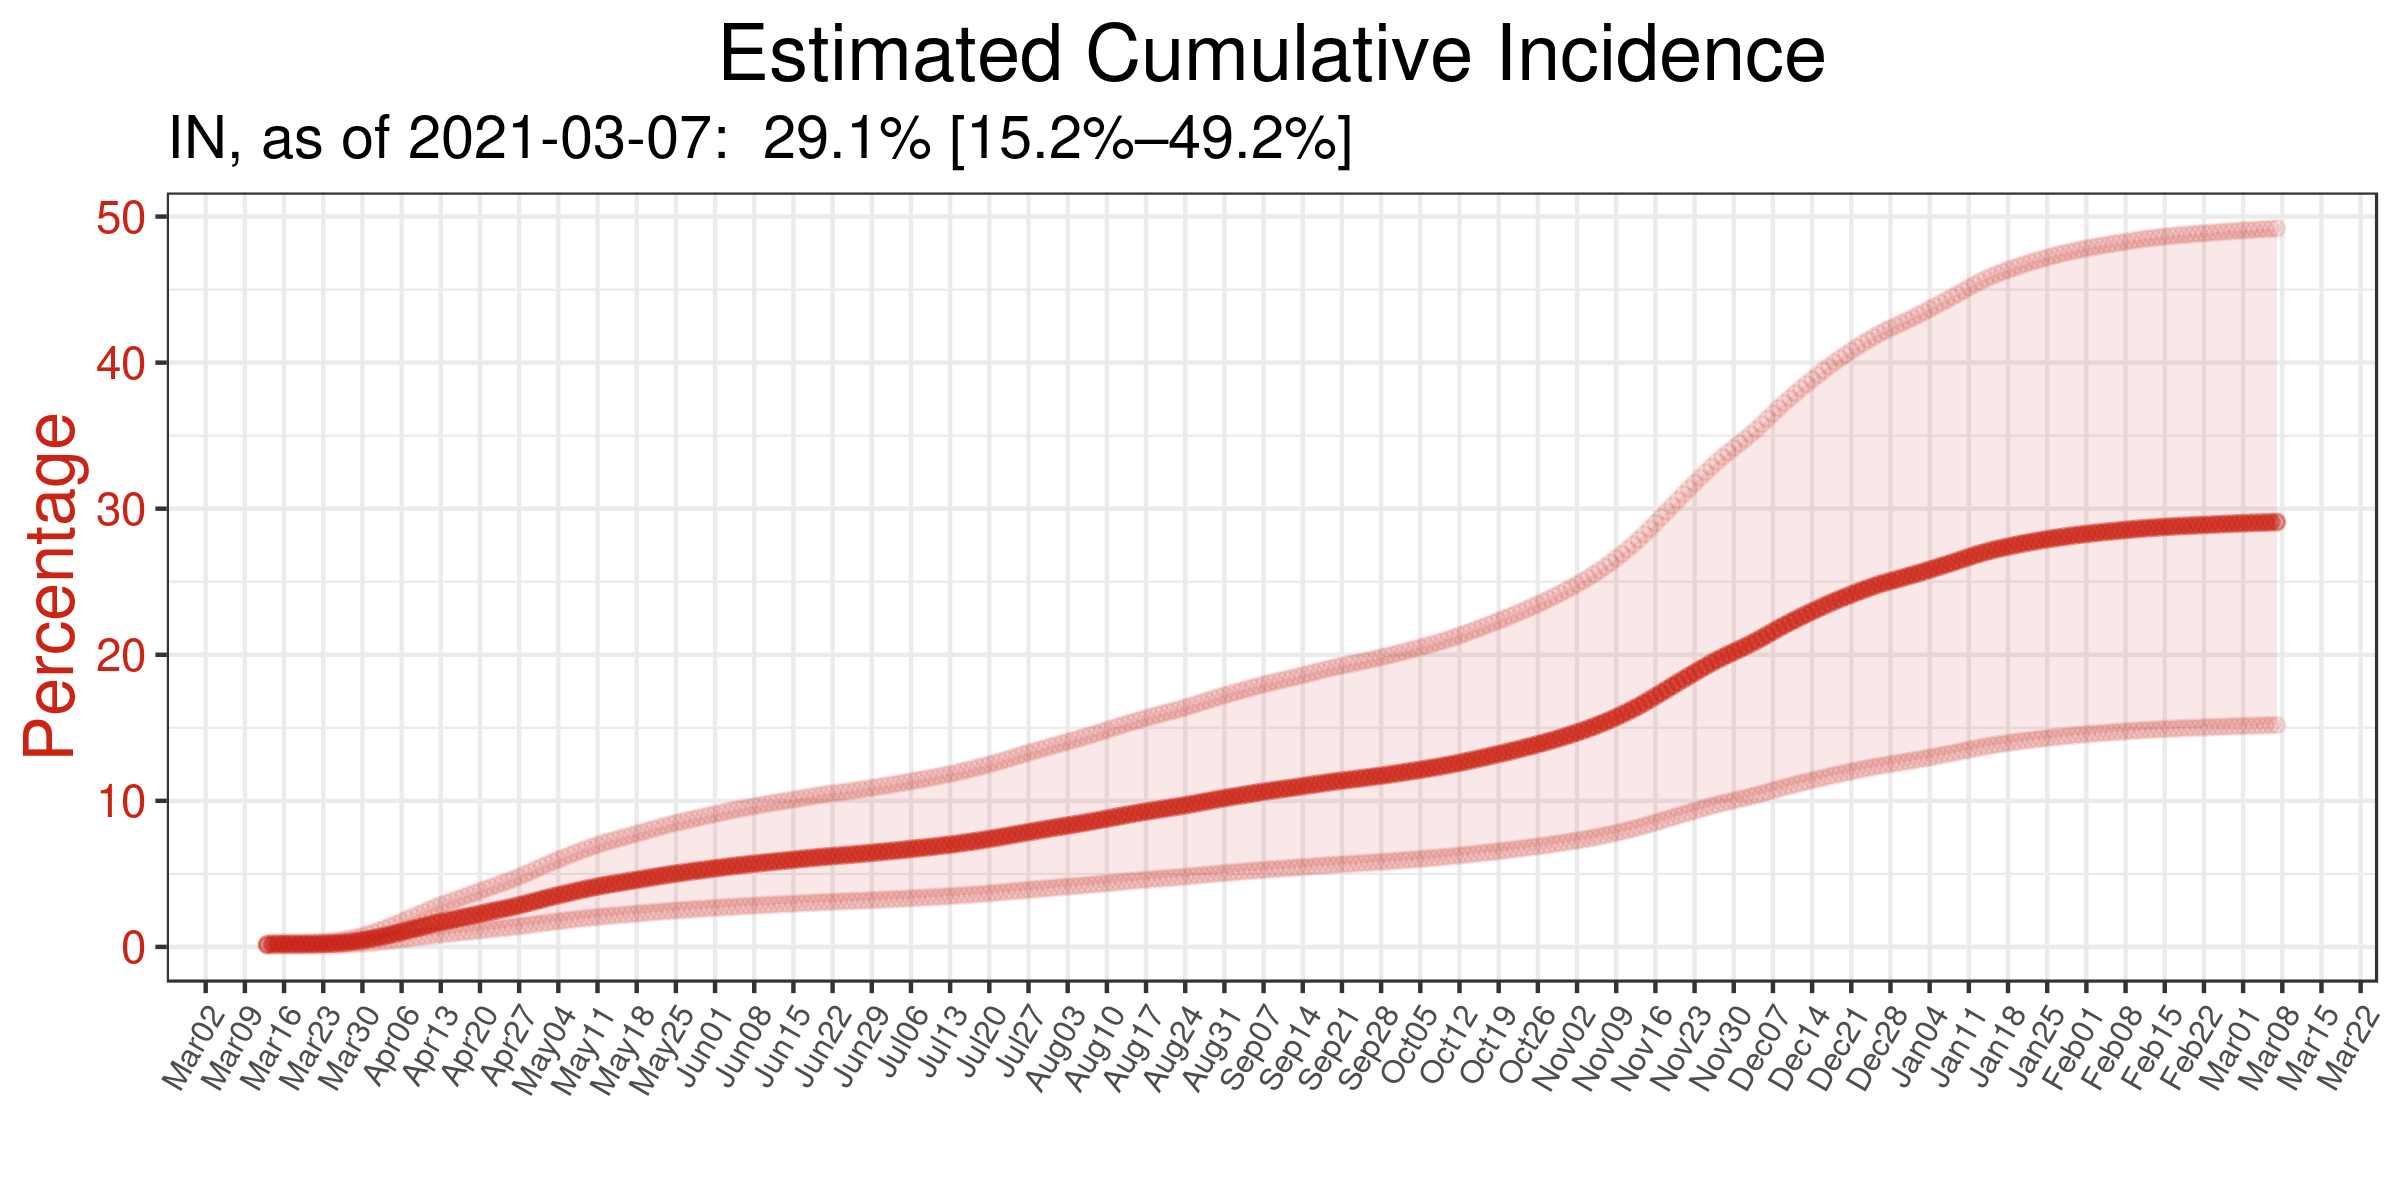 Estimated Cumulative Incidence
IN, as of 2021-03-07:  29.1% [15.2%–49.2%]
Percentage
50
40
30
20
10
0
Mar02 Mar09 Mar16 Mar23 Mar30 Apr06 Apr13 Apr20 Apr27 May04 May11 May18 May25 Jun01 Jun08 Jun15 Jun22 Jun29 Jul06 Jul13 Jul20 Jul27 Aug03 Aug10 Aug17 Aug24 Aug31 Sep07 Sep14 Sep21 Sep28 Oct05 Oct12 Oct19 Oct26 Nov02 Nov09 Nov16 Nov23 Nov30 Dec07 Dec14 Dec21 Dec28 Jan04 Jan11 Jan18 Jan25 Feb01 Feb08 Feb15 Feb22 Mar01 Mar08 Mar15 Mar22